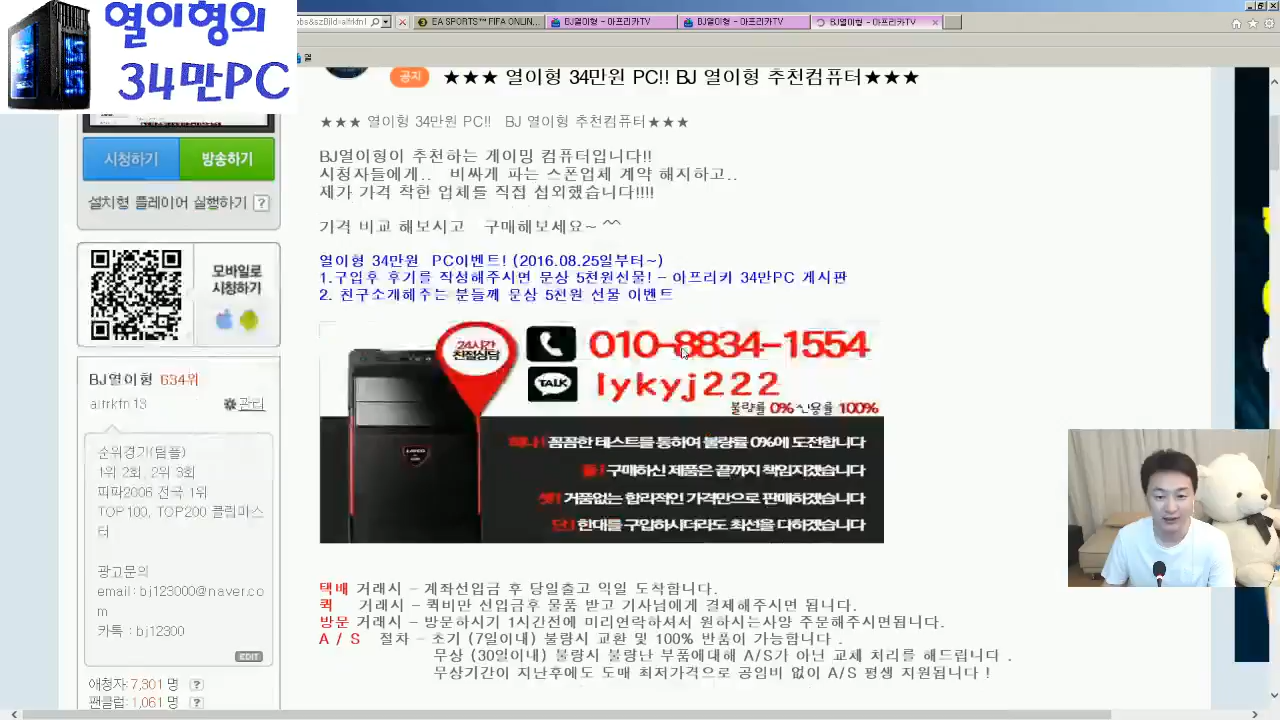 열이형의
34만PC
obs&szBjId=alfrkfnl
EA SPORTS™ FIFA ONLIN...
BJ열이형 - 아프리카TV
BJ열이형 - 아프리카TV
BJ열이형 - 아프리카TV
공지
★★★ 열이형 34만원 PC!! BJ 열이형 추천컴퓨터★★★
★★★ 열이형 34만원 PC!! BJ 열이형 추천컴퓨터★★★
BJ열이형이 추천하는 게이밍 컴퓨터입니다!!
시청자들에게.. 비싸게 파는 스폰업체 계약 해지하고..
제가 가격 착한 업체를 직접 섭외했습니다!!!!
가격 비교 해보시고 구매해보세요~ ^^
열이형 34만원 PC이벤트! (2016.08.25일부터~)
1.구입후 후기를 작성해주시면 문상 5천원선물! - 아프리카 34만PC 게시판
2. 친구소개해주는 분들께 문상 5천원 선물 이벤트
24시간
친절상담
010-8834-1554
TALK
lykyj222
불량률 0% 신용률 100%
하나! 꼼꼼한 테스트를 통하여 불량률 0%에 도전합니다
둘! 구매하신 제품은 끝까지 책임지겠습니다
셋! 거품없는 합리적인 가격만으로 판매하겠습니다
넷! 한대를 구입하시더라도 최선을 다하겠습니다
택배 거래시 - 계좌선입금 후 당일출고 익일 도착합니다.
퀵 거래시 - 퀵비만 선입금후 물품 받고 기사님에게 결제해주시면 됩니다.
방문 거래시 - 방문하시기 1시간전에 미리연락하셔서 원하시는사양 주문해주시면됩니다.
A / S 절차 - 초기 (7일이내) 불량시 교환 및 100% 반품이 가능합니다 .
무상 (30일이내) 불량시 불량난 부품에대해 A/S가 아닌 교체 처리를 해드립니다 .
무상기간이 지난후에도 도매 최저가격으로 공임비 없이 A/S 평생 지원됩니다 !
시청하기
방송하기
설치형 플레이어 실행하기 ?
모바일로
시청하기
BJ열이형 634위
alfrkfnl13
관리
순위경기(팀플)
1위 2회, 2위 3회
피파2006 전국 1위
TOP100, TOP200 클럽마스
터
광고문의
email:bj123000@naver.co
m
카톡 : bj12300
EDIT
애청자: 7,301 명 ?
팬클럽: 1,061 명 ?